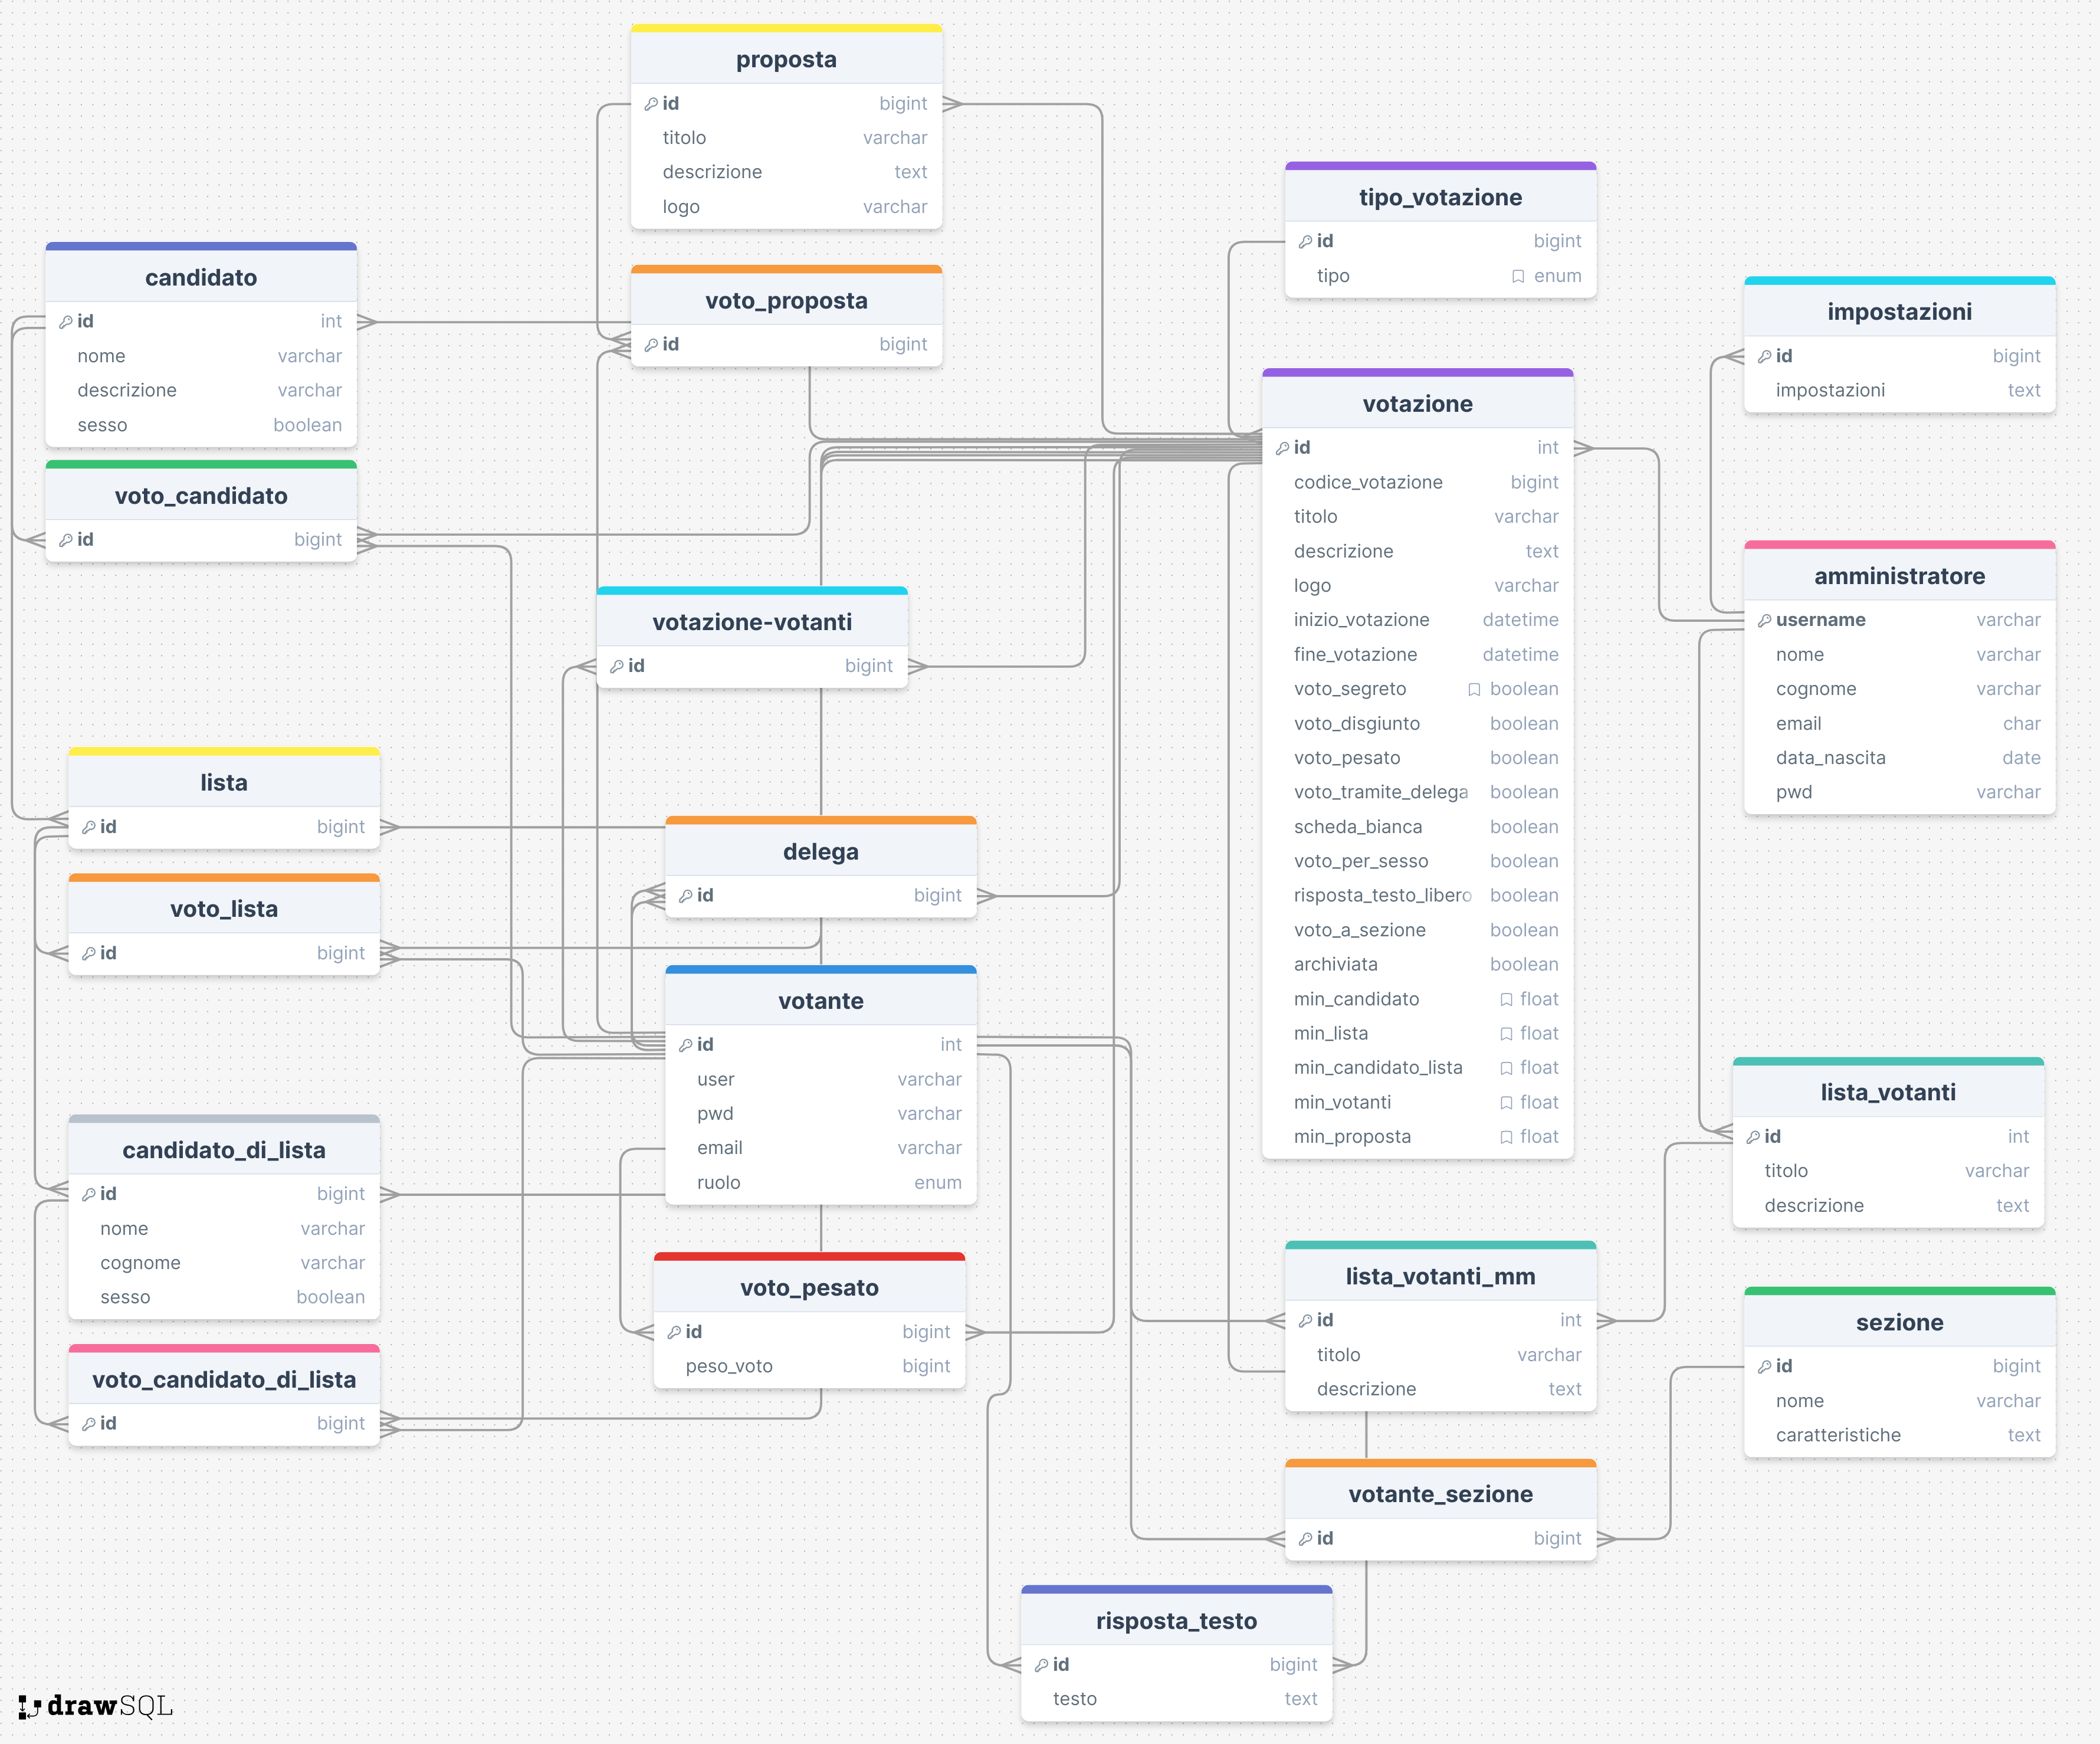 proposta
id bigint
titolo varchar
descrizione text
logo varchar
tipo_votazione
id bigint
tipo enum
candidato
id int
nome varchar
descrizione varchar
sesso boolean
voto_proposta
id bigint
impostazioni
id bigint
impostazioni text
votazione
id int
codice_votazione bigint
titolo varchar
descrizione text
logo varchar
inizio_votazione datetime
fine_votazione datetime
voto_segreto boolean
voto_disgiunto boolean
voto_pesato boolean
voto_tramite_delega boolean
scheda_bianca boolean
voto_per_sesso boolean
risposta_testo_libero boolean
voto_a_sezione boolean
archiviata boolean
min_candidato float
min_lista float
min_candidato_lista float
min_votanti float
min_proposta float
voto_candidato
id bigint
amministratore
username varchar
nome varchar
cognome varchar
email char
data_nascita date
pwd varchar
votazione-votanti
id bigint
lista
id bigint
delega
id bigint
voto_lista
id bigint
votante
id int
user varchar
pwd varchar
email varchar
ruolo enum
lista_votanti
id int
titolo varchar
descrizione text
candidato_di_lista
id bigint
nome varchar
cognome varchar
sesso boolean
voto_pesato
id bigint
peso_voto bigint
lista_votanti_mm
id int
titolo varchar
descrizione text
sezione
id bigint
nome varchar
caratteristiche text
voto_candidato_di_lista
id bigint
votante_sezione
id bigint
risposta_testo
id bigint
testo text
drawSQL